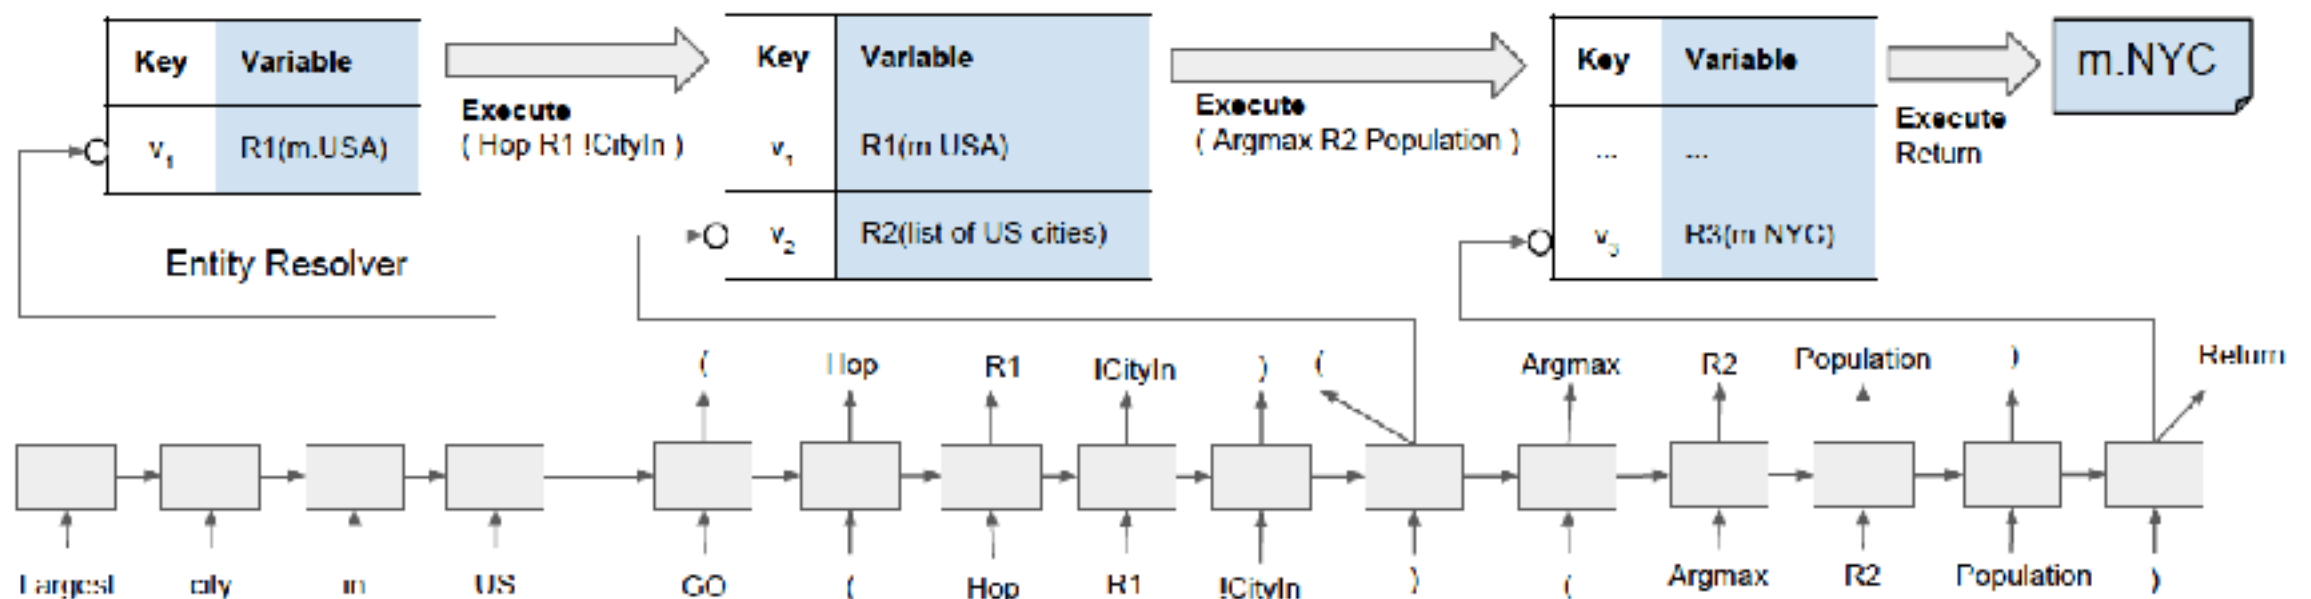 Key Variable
v1 R1(m.USA)
Execute
( Hop R1 !CityIn )
Key Variable
v1 R1(m.USA)
v2 R2(list of US cities)
Execute
( Argmax R2 Population )
Key Variable
... ...
v3 R3(m.NYC)
Execute
Return
m.NYC
Entity Resolver
( Hop R1 !CityIn ) ( Argmax R2 Population ) Return
Largest city in US GO ( Hop R1 !CityIn ) ( Argmax R2 Population )